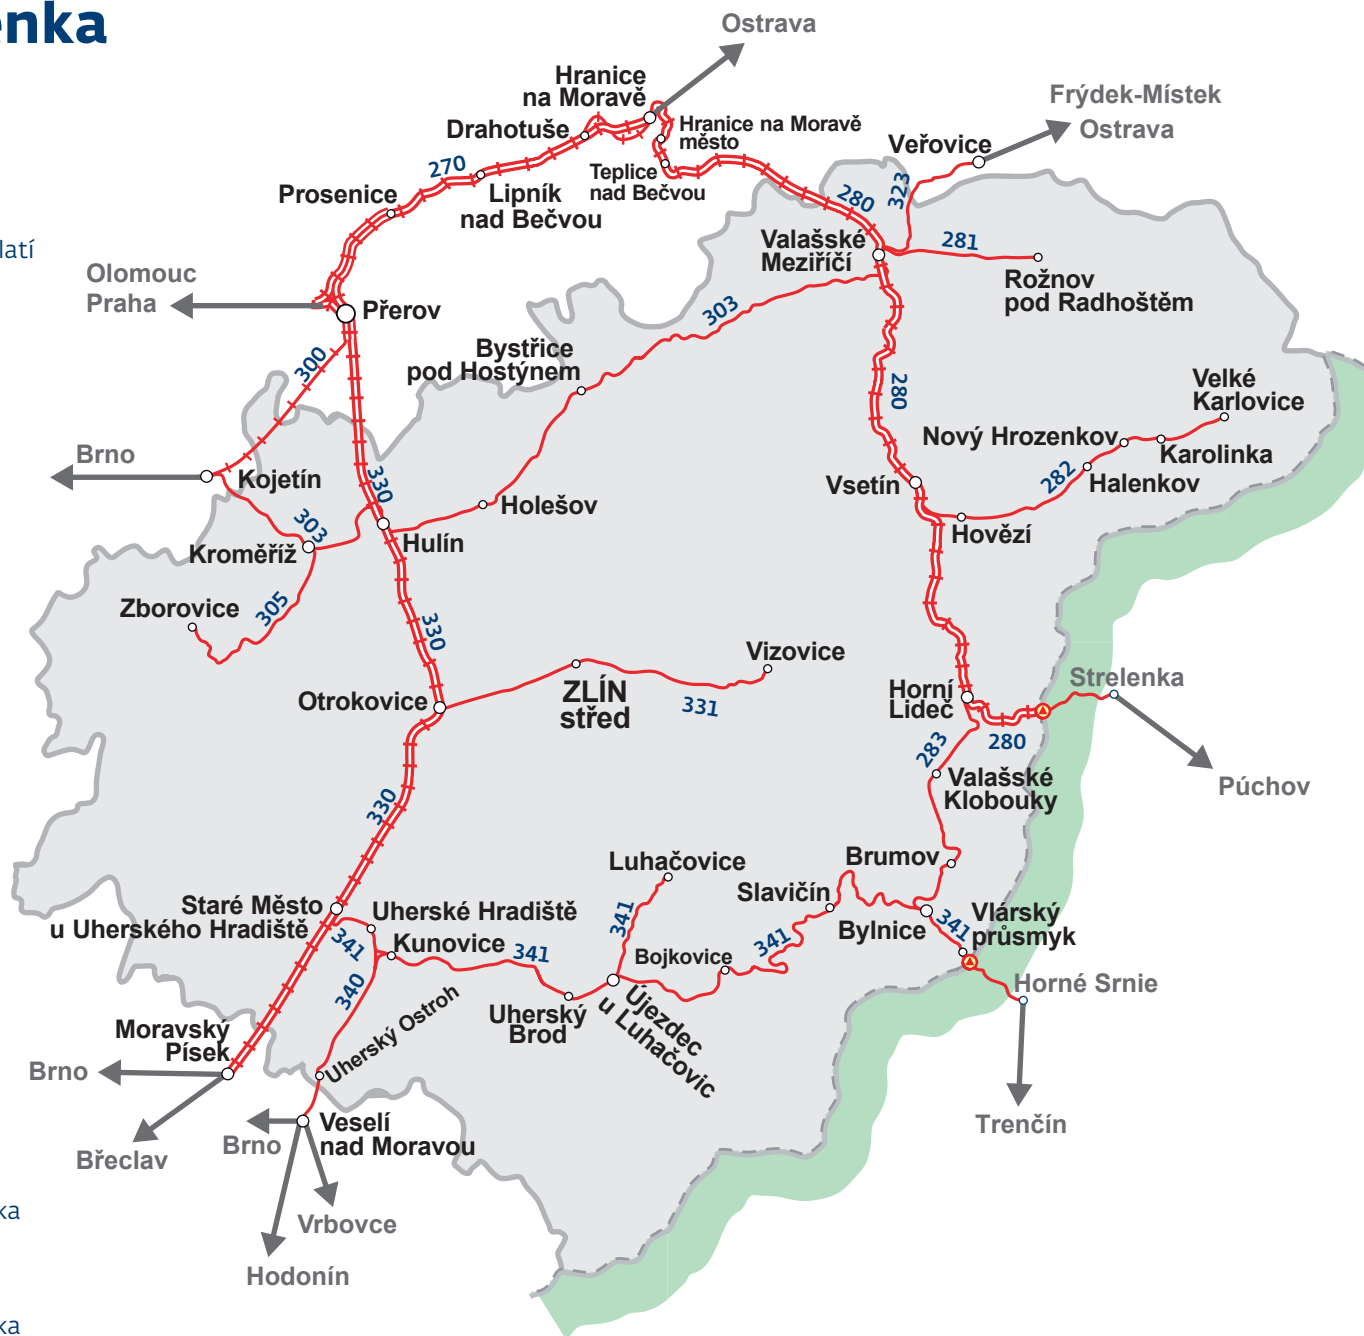 enka
Ostrava
Hranice
na Moravě
Frýdek-Místek
Ostrava
Drahotuše
Hranice na Moravě
město
Veřovice
270
Teplice
nad Bečvou
Prosenice
Lipník
nad Bečvou
280
323
latí
Valašské
Meziříčí
281
Olomouc
Praha
Rožnov
pod Radhoštěm
Přerov
303
300
Bystřice
pod Hostýnem
280
Velké
Karlovice
Brno
Nový Hrozenkov
Karolinka
Kojetín
330
Vsetín
282
Halenkov
303
Holešov
Hovězí
Kroměříž
Hulín
Zborovice
305
330
Vizovice
Strelenka
Otrokovice
ZLÍN
střed
331
Horní
Lideč
280
283
Valašské
Klobouky
Púchov
330
Luhačovice
Brumov
Slavičín
Staré Město
u Uherského Hradiště
Uherské Hradiště
341
Kunovice
341
341
Bojkovice
341
Bylnice
341
Vlárský
průsmyk
340
Horné Srnie
Uherský Ostroh
Uherský
Brod
Újezdec
u Luhačovic
Moravský
Písek
Brno
Břeclav
Brno
Veselí
nad Moravou
Trenčín
Vrbovce
Hodonín
ka
ka